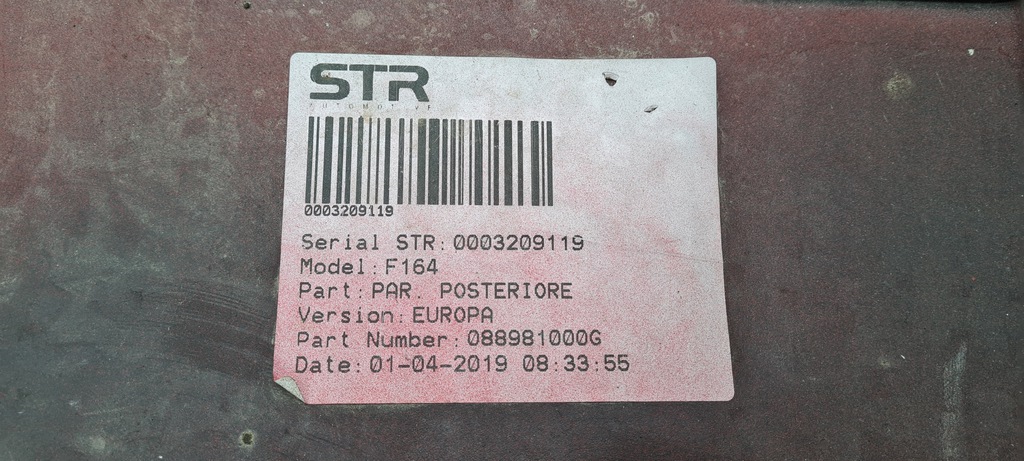 STR
AUTOMOTIVE
0003209119
Serial STR: 0003209119
Model: F164
Part: PAR. POSTERIORE
Version: EUROPA
Part Number: 088981000G
Date: 01-04-2019 08:33:55